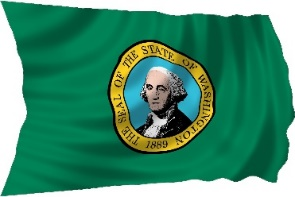 THE SEAL OF THE STATE OF WASHINGTON
1889